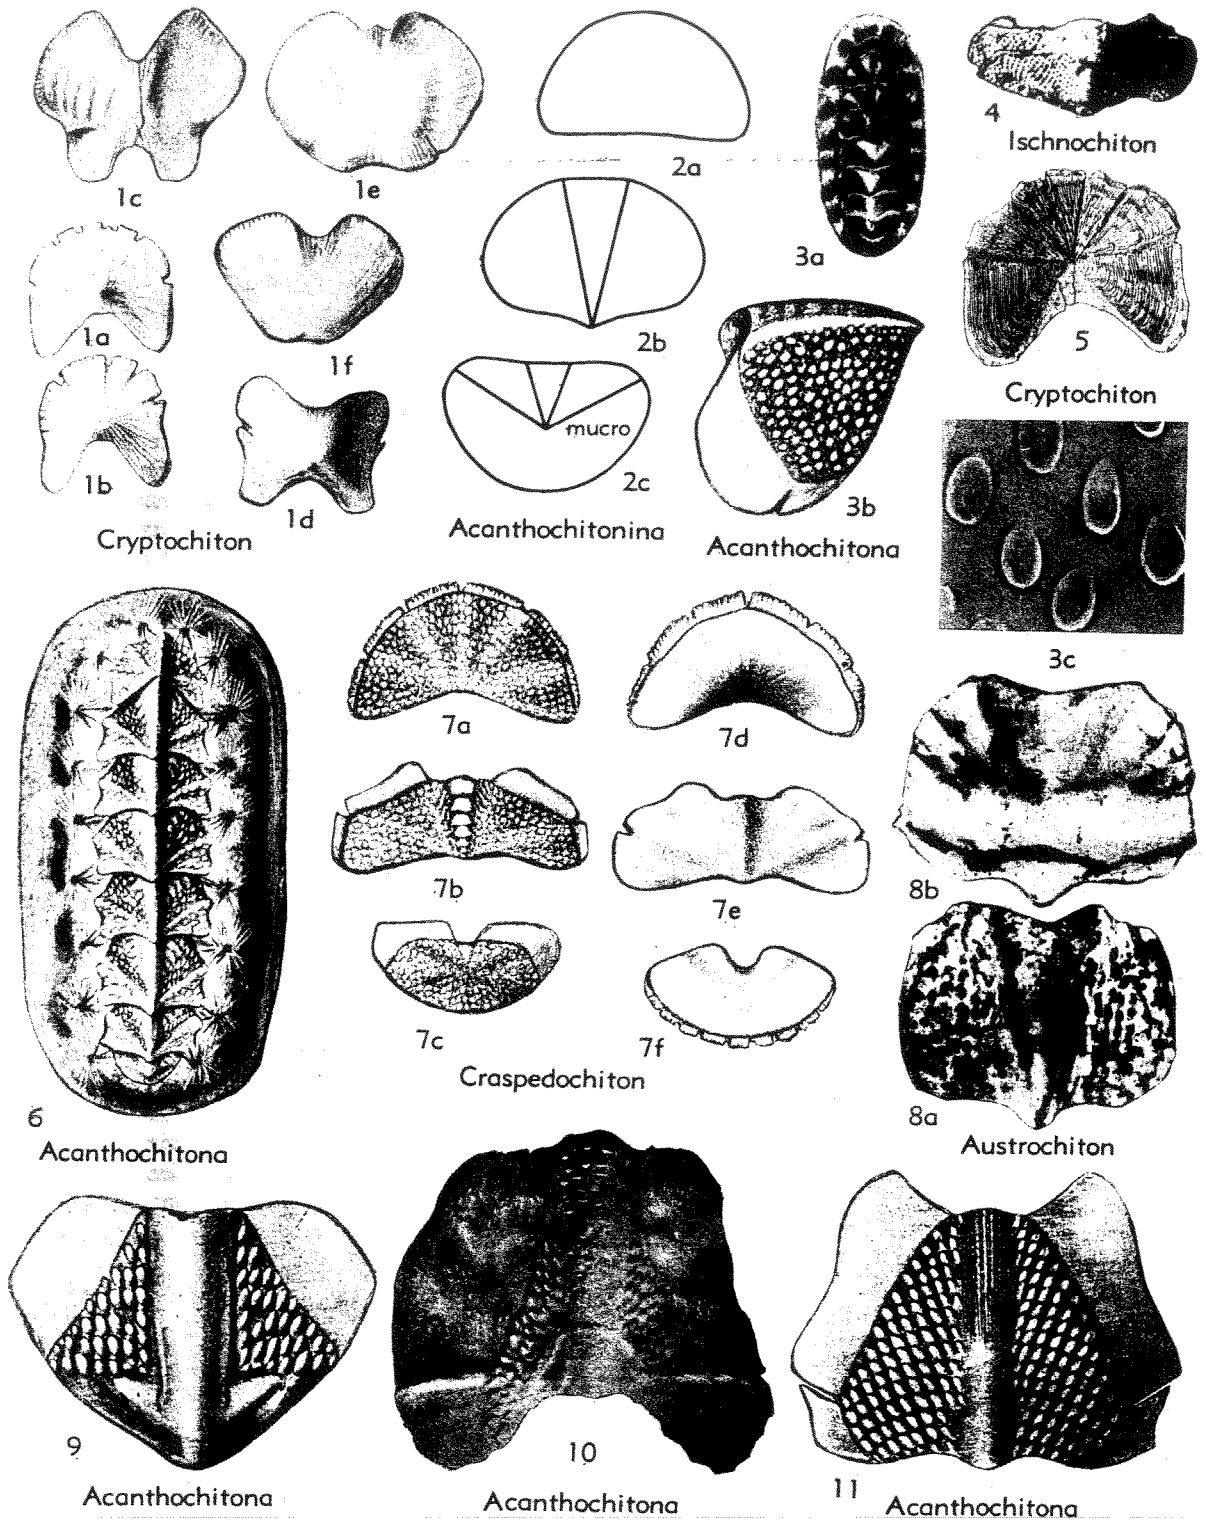 1c
1e
2a
3a
4
Ischnochiton
1a
1f
2b
5
Cryptochiton
1b
1d
mucro
2c
3b
Cryptochiton
Acanthochitonina
Acanthochitona
3c
7a
7d
7b
7e
8b
7c
7f
Craspedochiton
6
Acanthochitona
8a
Austrochiton
9
Acanthochitona
10
Acanthochitona
11
Acanthochitona